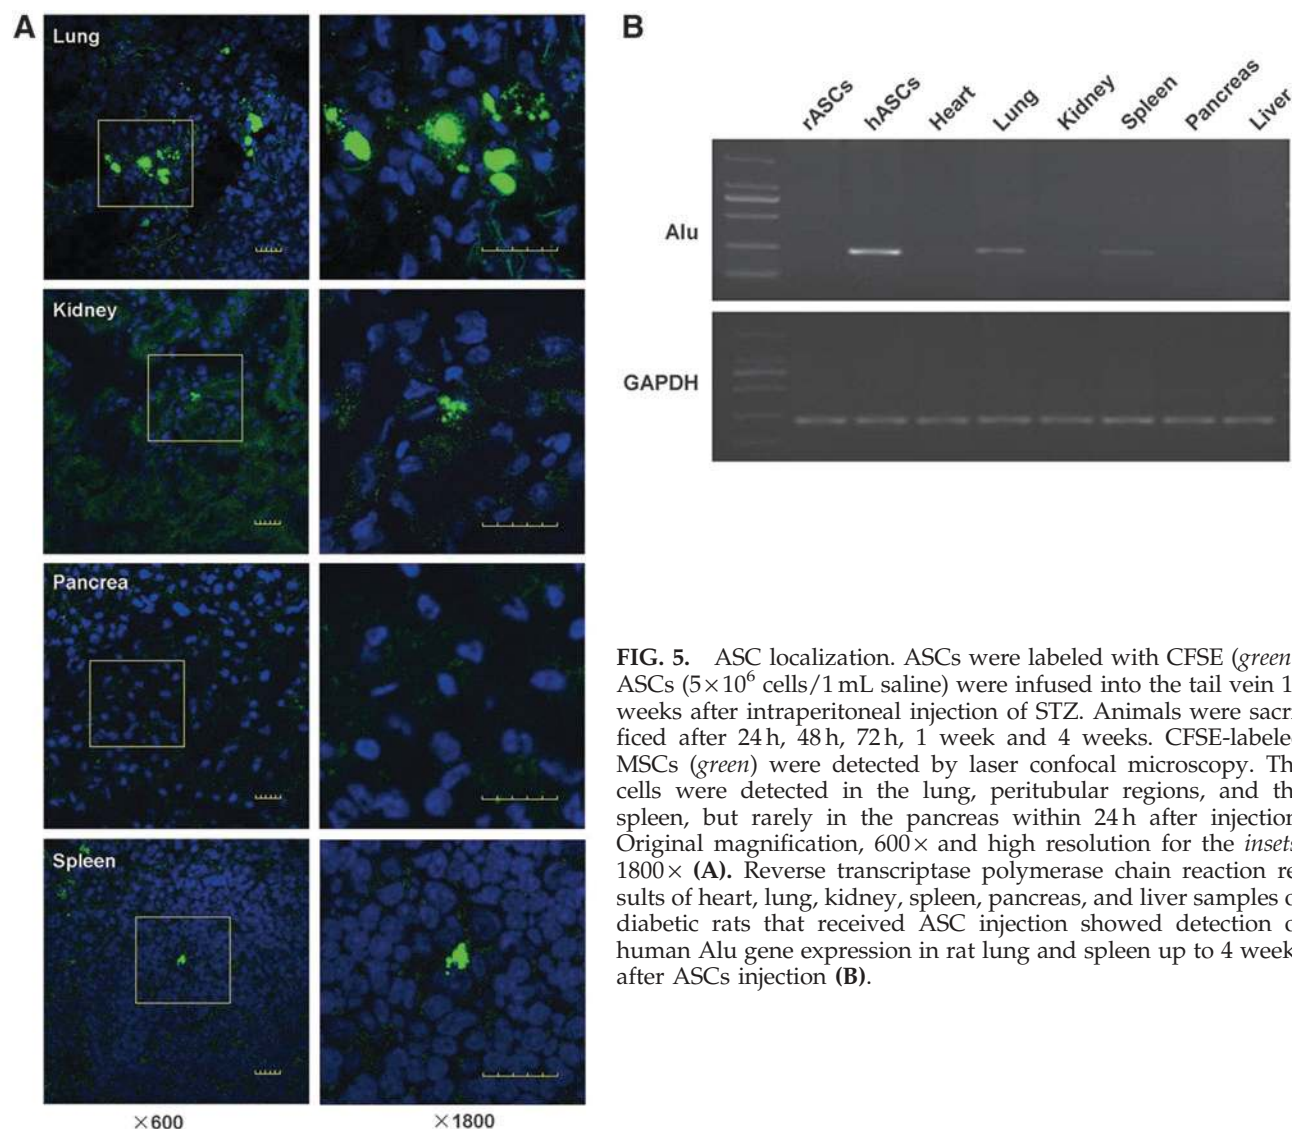 A
Lung
Kidney
Pancrea
Spleen
×600
×1800
B
rASCs
hASCs
Heart
Lung
Kidney
Spleen
Pancreas
Liver
Alu
GAPDH
FIG. 5. ASC localization. ASCs were labeled with CFSE (green
ASCs (5×10⁶ cells/1 mL saline) were infused into the tail vein 1
weeks after intraperitoneal injection of STZ. Animals were sacri
ficed after 24 h, 48 h, 72 h, 1 week and 4 weeks. CFSE-labele
MSCs (green) were detected by laser confocal microscopy. Th
cells were detected in the lung, peritubular regions, and th
spleen, but rarely in the pancreas within 24 h after injection
Original magnification, 600× and high resolution for the insets
1800× (A). Reverse transcriptase polymerase chain reaction re
sults of heart, lung, kidney, spleen, pancreas, and liver samples o
diabetic rats that received ASC injection showed detection o
human Alu gene expression in rat lung and spleen up to 4 week
after ASCs injection (B).